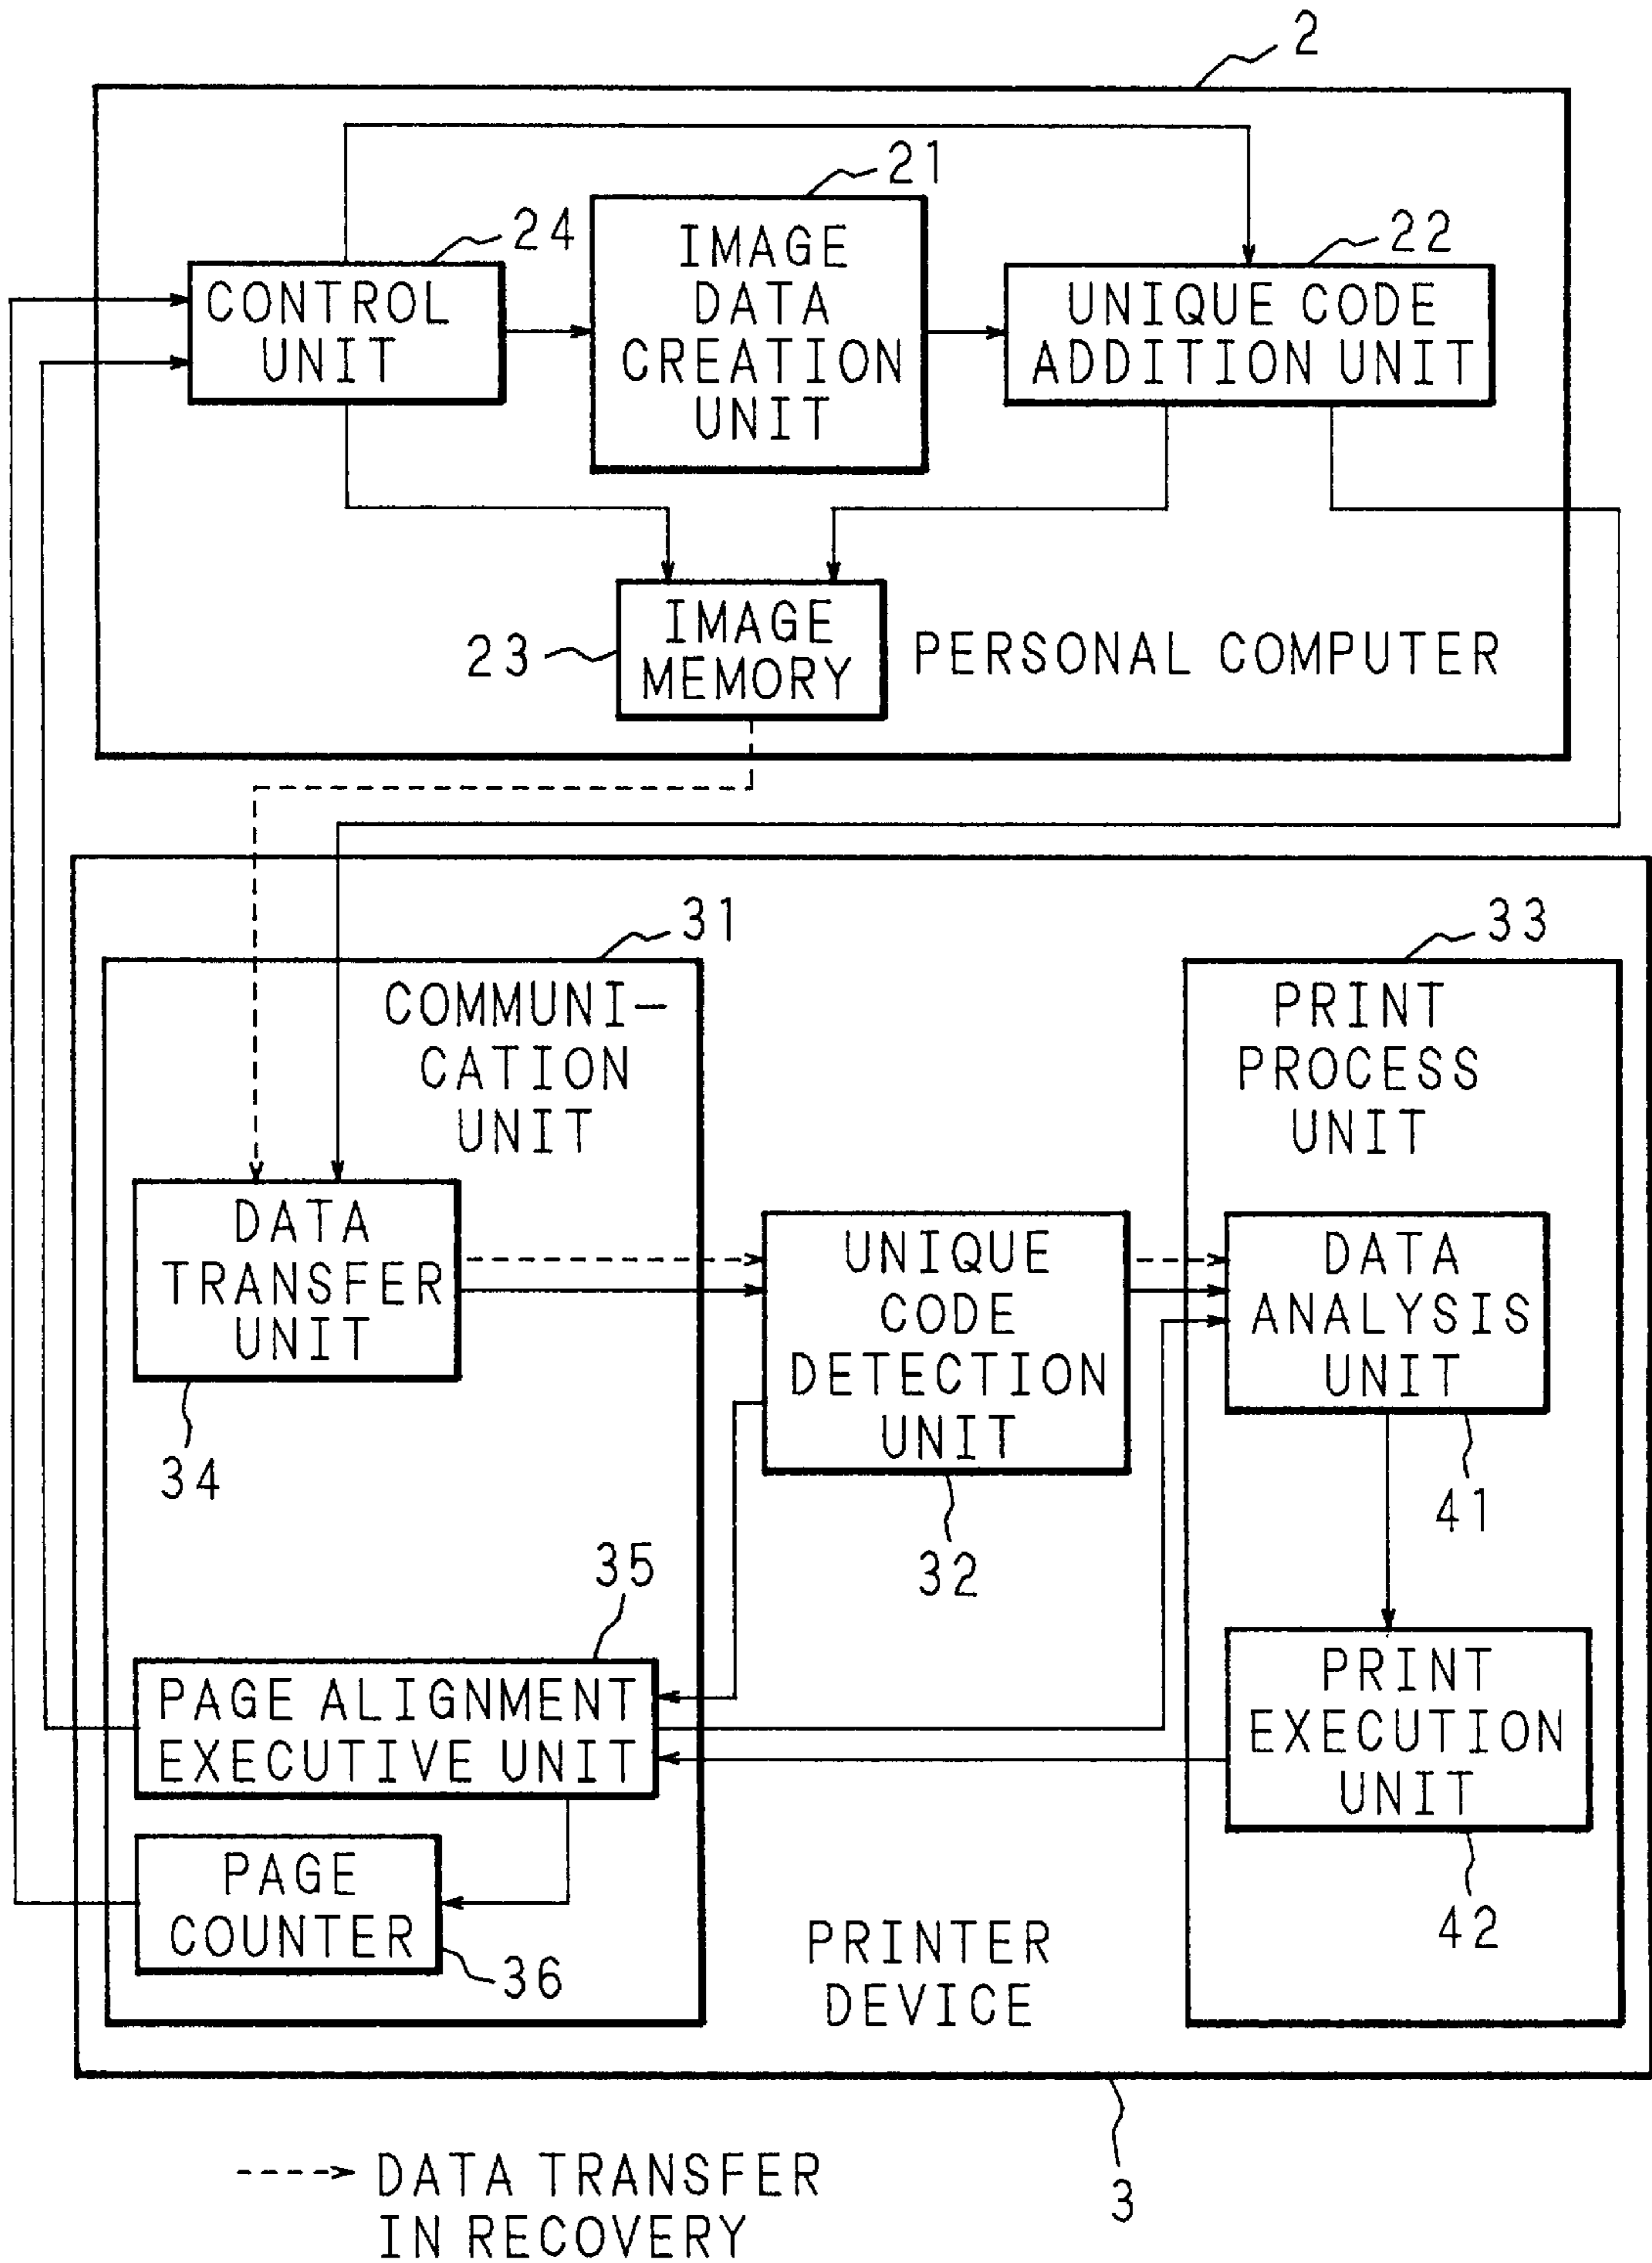 2
21
IMAGE
DATA
CREATION
UNIT
24
CONTROL
UNIT
22
UNIQUE CODE
ADDITION UNIT
23
IMAGE
MEMORY
PERSONAL COMPUTER
31
COMMUNI-
CATION
UNIT
33
PRINT
PROCESS
UNIT
DATA
TRANSFER
UNIT
34
UNIQUE
CODE
DETECTION
UNIT
32
DATA
ANALYSIS
UNIT
41
35
PAGE ALIGNMENT
EXECUTIVE UNIT
PRINT
EXECUTION
UNIT
42
PAGE
COUNTER
36
PRINTER
DEVICE
3
DATA TRANSFER
IN RECOVERY